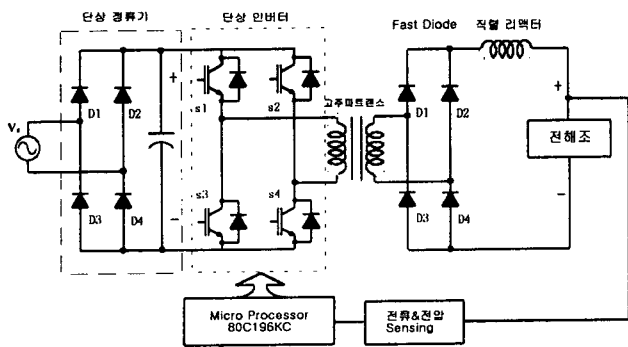 단상 정류기
단상 인버터
Fast Diode
직렬 리액터
D1
D2
+
s1
s2
고주파트랜스
D1
D2
+
Vs
전해조
D3
D4
-
s3
s4
D3
D4
-
Micro Processor
80C196KC
전류&전압
Sensing